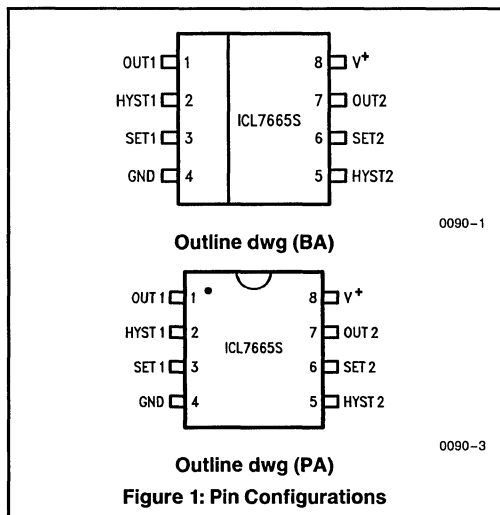 OUT1 1 8 V+
HYST1 2 7 OUT2
ICL7665S
SET1 3 6 SET2
GND 4 5 HYST2
0090-1
Outline dwg (BA)
OUT 1 1 8 V+
HYST 1 2 7 OUT 2
ICL7665S
SET 1 3 6 SET 2
GND 4 5 HYST 2
0090-3
Outline dwg (PA)
Figure 1: Pin Configurations